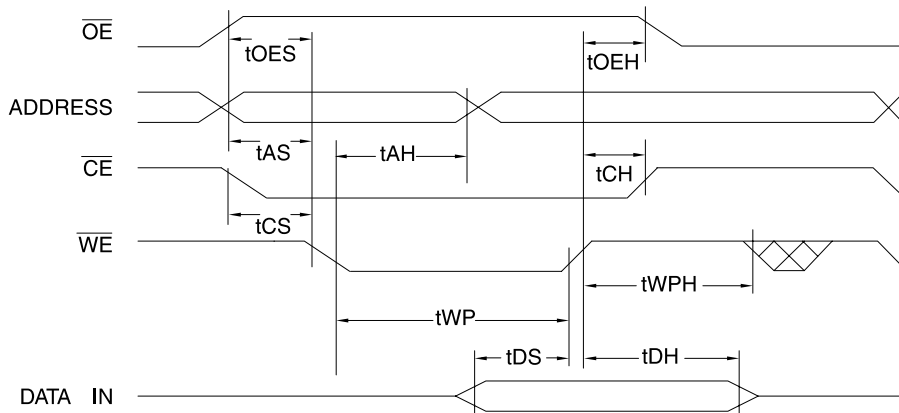 OE
tOES
tOEH
ADDRESS
tAS
tAH
CE
tCH
tCS
WE
tWPH
tWP
tDS
tDH
DATA IN